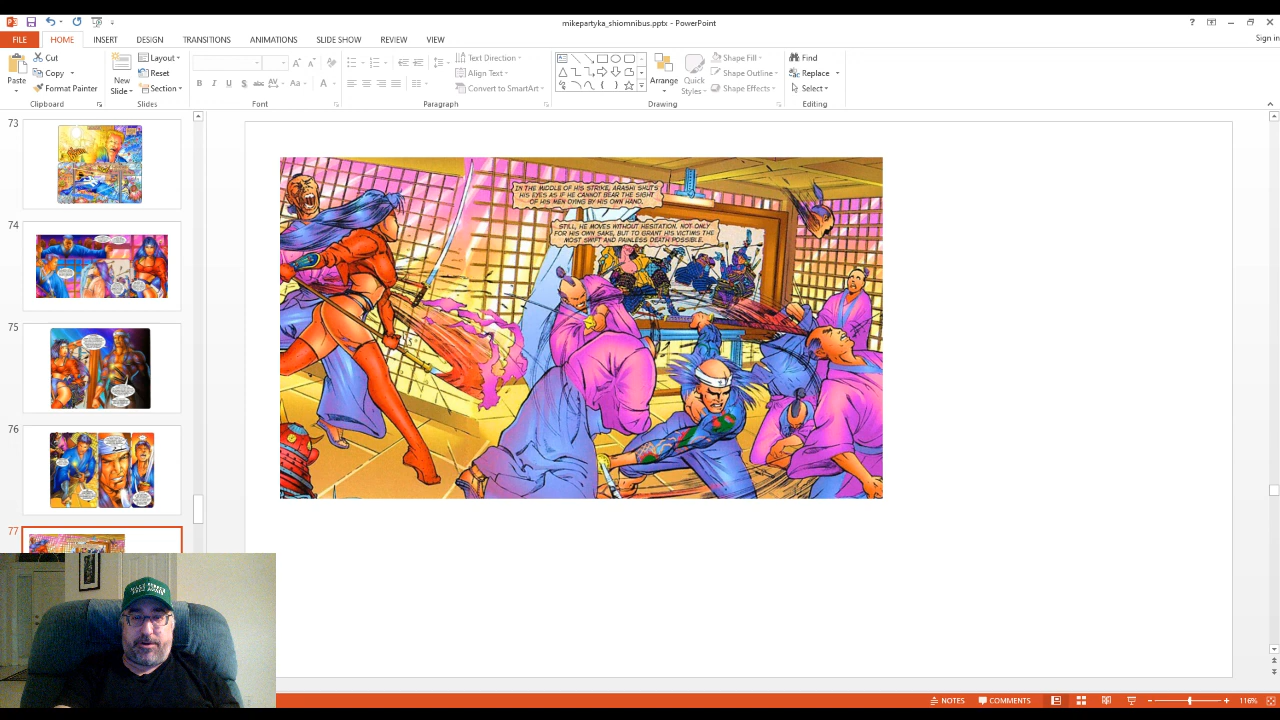 mikepartyka_shiomnibus.pptx - PowerPoint
Sign in
FILE HOME INSERT DESIGN TRANSITIONS ANIMATIONS SLIDE SHOW REVIEW VIEW
Paste
Cut
Copy
Format Painter
Clipboard
New
Slide
Layout
Reset
Section
Slides
Font
Text Direction
Align Text
Convert to SmartArt
Paragraph
Arrange
Quick
Styles
Shape Fill
Shape Outline
Shape Effects
Drawing
Find
Replace
Select
Editing
73
74
75
76
77
IN THE MIDDLE OF HIS STRIKE, ARASHI SHUTS
HIS EYES AS IF HE CANNOT BEAR THE SIGHT
OF HIS MEN DYING BY HIS OWN HAND.
STILL, HE MOVES WITHOUT HESITATION, NOT ONLY
FOR HIS OWN SAKE, BUT TO GRANT HIS VICTIMS THE
MOST SWIFT AND PAINLESS DEATH POSSIBLE.
NOTES COMMENTS 116%